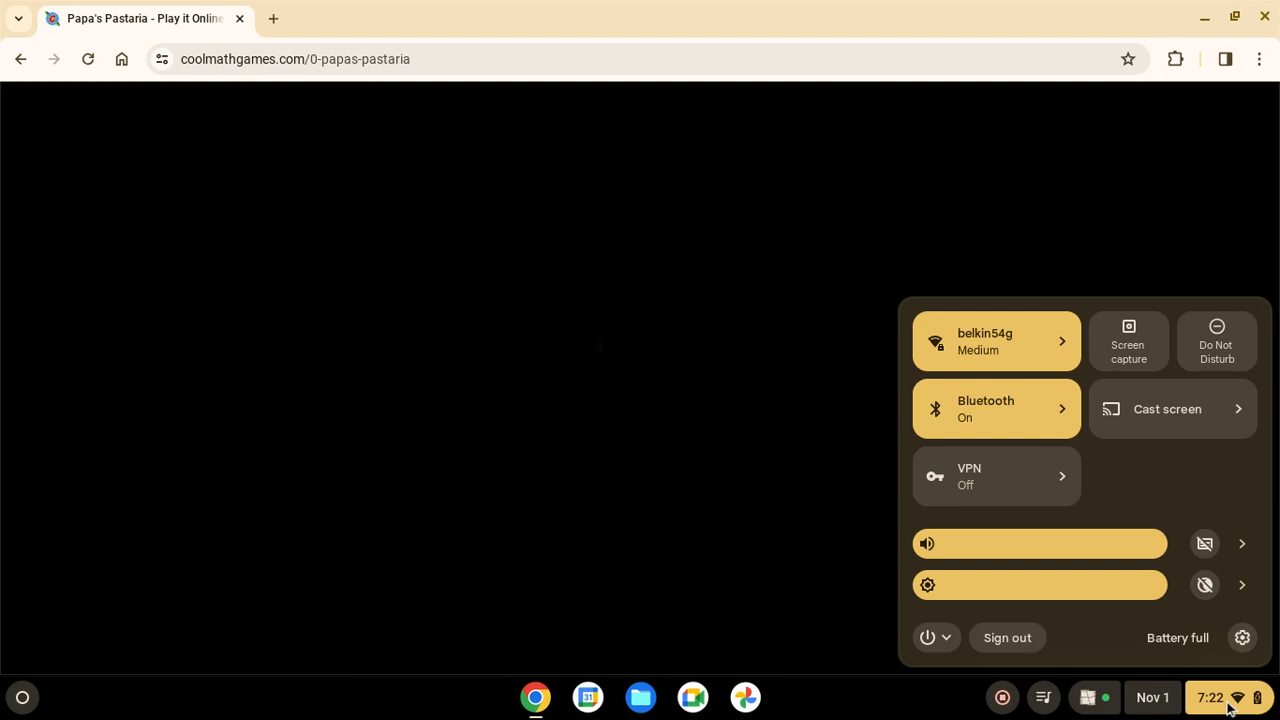 Papa's Pastaria - Play it Online
coolmathgames.com/0-papas-pastaria
belkin54g
Medium
Screen
capture
Do Not
Disturb
Bluetooth
On
Cast screen
VPN
Off
Sign out
Battery full
31
Nov 1
7:22